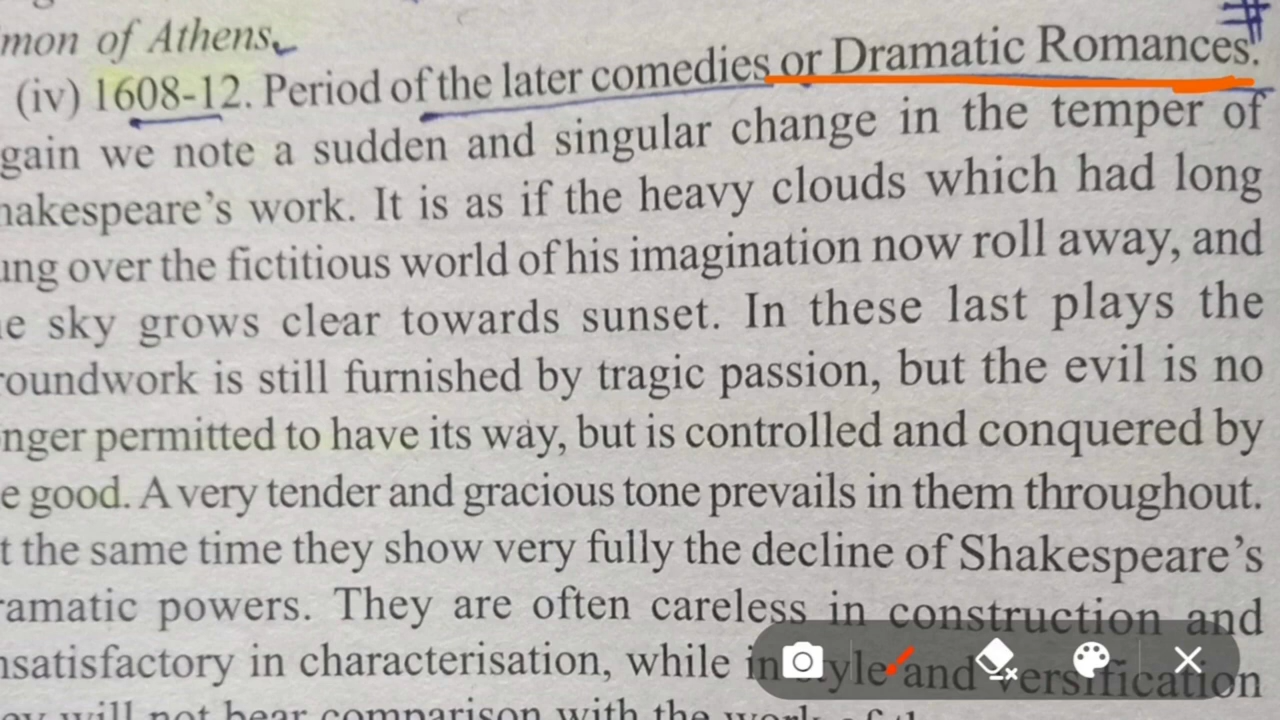 mon of Athens
(iv) 1608-12. Period of the later comedies or Dramatic Romances.
gain we note a sudden and singular change in the temper of
hakespeare's work. It is as if the heavy clouds which had long
ung over the fictitious world of his imagination now roll away, and
e sky grows clear towards sunset. In these last plays the
roundwork is still furnished by tragic passion, but the evil is no
nger permitted to have its way, but is controlled and conquered by
e good. A very tender and gracious tone prevails in them throughout.
t the same time they show very fully the decline of Shakespeare's
ramatic powers. They are often careless in construction and
nsatisfactory in characterisation, while in style and versification
will not bear comparison with the work of